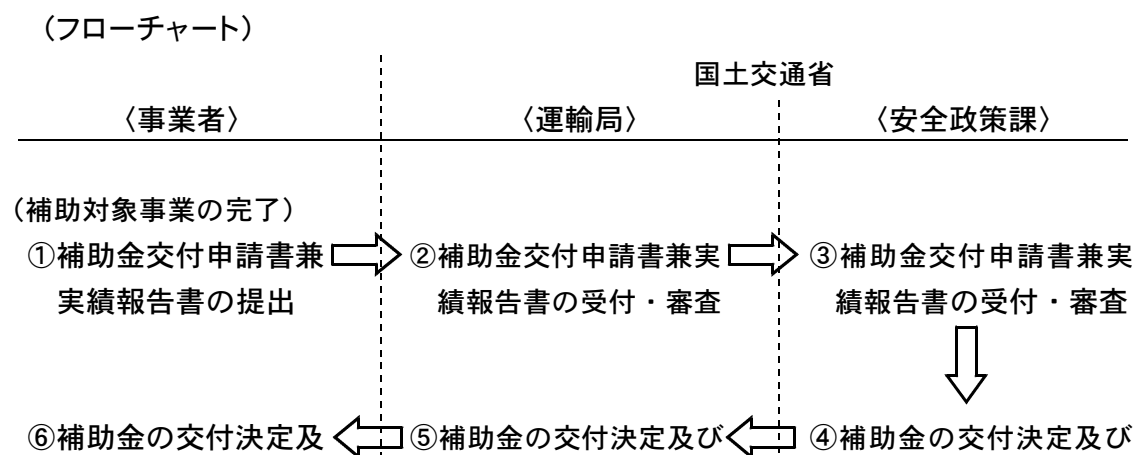 （フローチャート）
国土交通省
〈事業者〉 〈運輸局〉 〈安全政策課〉
（補助対象事業の完了）
①補助金交付申請書兼 ②補助金交付申請書兼実 ③補助金交付申請書兼実
実績報告書の提出 績報告書の受付・審査 績報告書の受付・審査
⑥補助金の交付決定及 ⑤補助金の交付決定及び ④補助金の交付決定及び